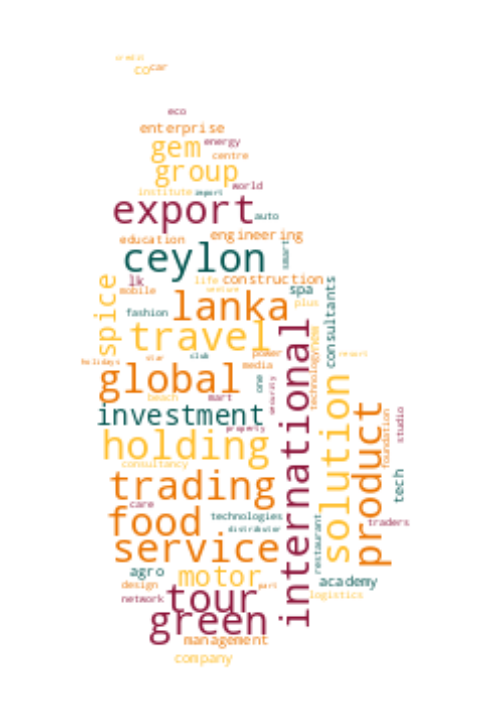 credit
co car
eco
enterprise
gem energy
centre
group
world
institute import
export auto
education engineering
ceylon smart
lk life construction
mobile venture spa
spice lanka plus
fashion consultants
travel
holidays star club power technology resort
media
global one security
beach mart
investment property
holding international
consultancy solution
trading product
foundation studio
care tech
food technologies
distributor restaurant traders
service
agro motor academy
design part
network tour logistics
green
management
company